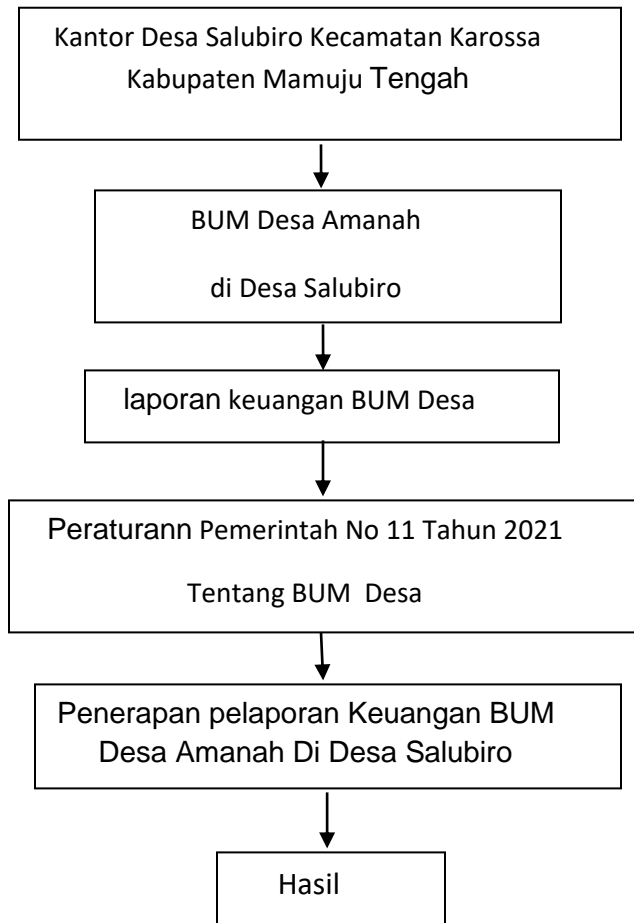 Kantor Desa Salubiro Kecamatan Karossa
Kabupaten Mamuju Tengah
BUM Desa Amanah
di Desa Salubiro
laporan keuangan BUM Desa
Peraturann Pemerintah No 11 Tahun 2021
Tentang BUM Desa
Penerapan pelaporan Keuangan BUM
Desa Amanah Di Desa Salubiro
Hasil